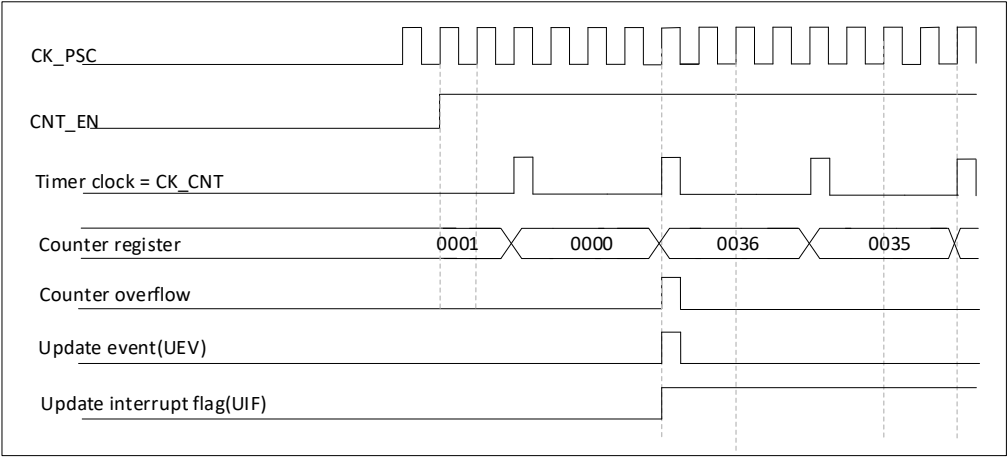 CK_PSC
CNT_EN
Timer clock = CK_CNT
Counter register 0001 0000 0036 0035
Counter overflow
Update event(UEV)
Update interrupt flag(UIF)